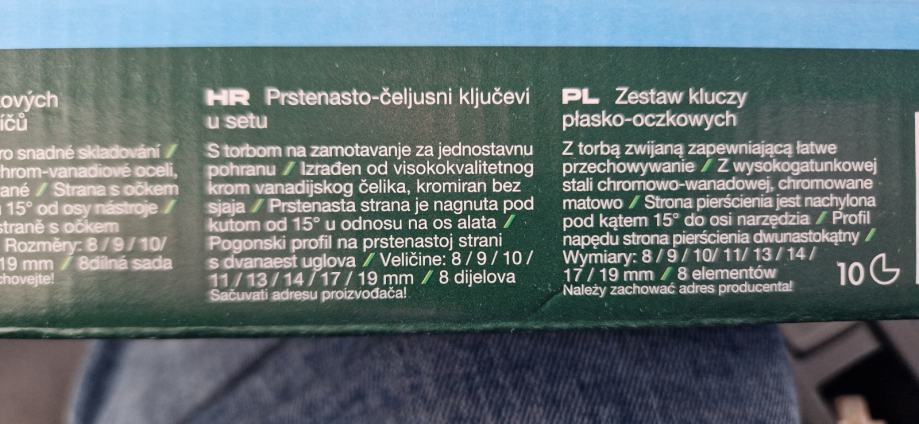 ových
íčů
ro snadné skladování /
hrom-vanadiové oceli,
ané / Strana s očkem
15° od osy nástroje /
straně s očkem
Rozměry: 8 / 9 / 10/
19 mm / 8dílná sada
chovejte!
HR Prstenasto-čeljusni ključevi
u setu
S torbom na zamotavanje za jednostavnu
pohranu / Izrađen od visokokvalitetnog
krom vanadijskog čelika, kromiran bez
sjaja / Prstenasta strana je nagnuta pod
kutom od 15° u odnosu na os alata /
Pogonski profil na prstenastoj strani
s dvanaest uglova / Veličine: 8 / 9 / 10 /
11 / 13 / 14 / 17 / 19 mm / 8 dijelova
Sačuvati adresu proizvođača!
PL Zestaw kluczy
płasko-oczkowych
Z torbą zwijaną zapewniającą łatwe
przechowywanie / Z wysokogatunkowej
stali chromowo-wanadowej, chromowane
matowo / Strona pierścienia jest nachylona
pod kątem 15° do osi narzędzia / Profil
napędu strona pierścienia dwunastokątny /
Wymiary: 8 / 9 / 10/ 11/ 13 / 14 /
17 / 19 mm / 8 elementów
Należy zachować adres producenta!
10